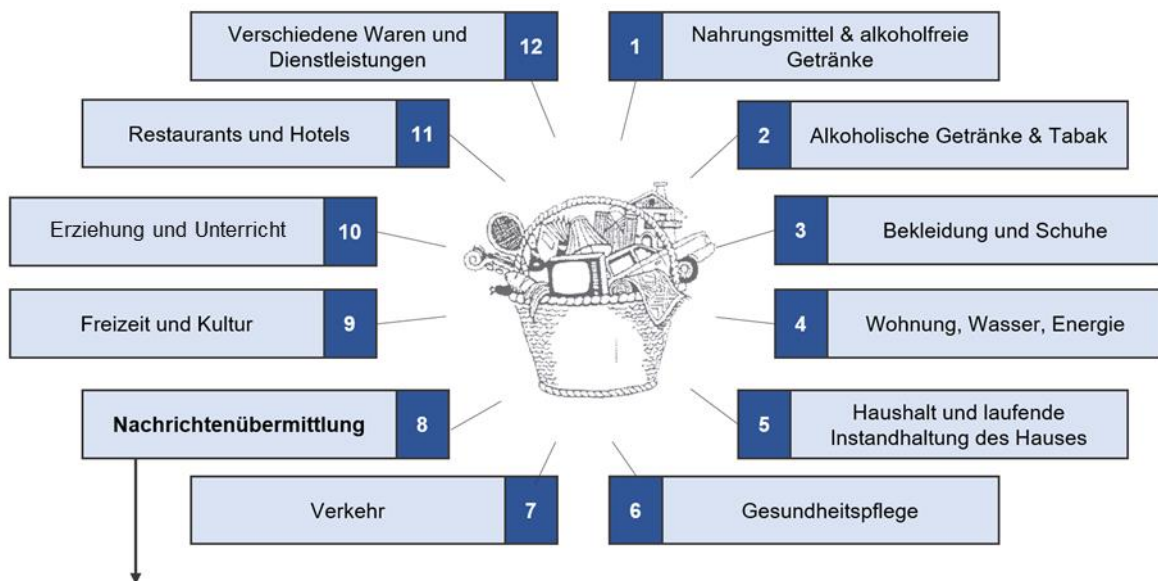 Verschiedene Waren und
Dienstleistungen
12
1
Nahrungsmittel & alkoholfreie
Getränke
Restaurants und Hotels
11
2
Alkoholische Getränke & Tabak
Erziehung und Unterricht
10
3
Bekleidung und Schuhe
Freizeit und Kultur
9
4
Wohnung, Wasser, Energie
Nachrichtenübermittlung
8
5
Haushalt und laufende
Instandhaltung des Hauses
Verkehr
7
6
Gesundheitspflege